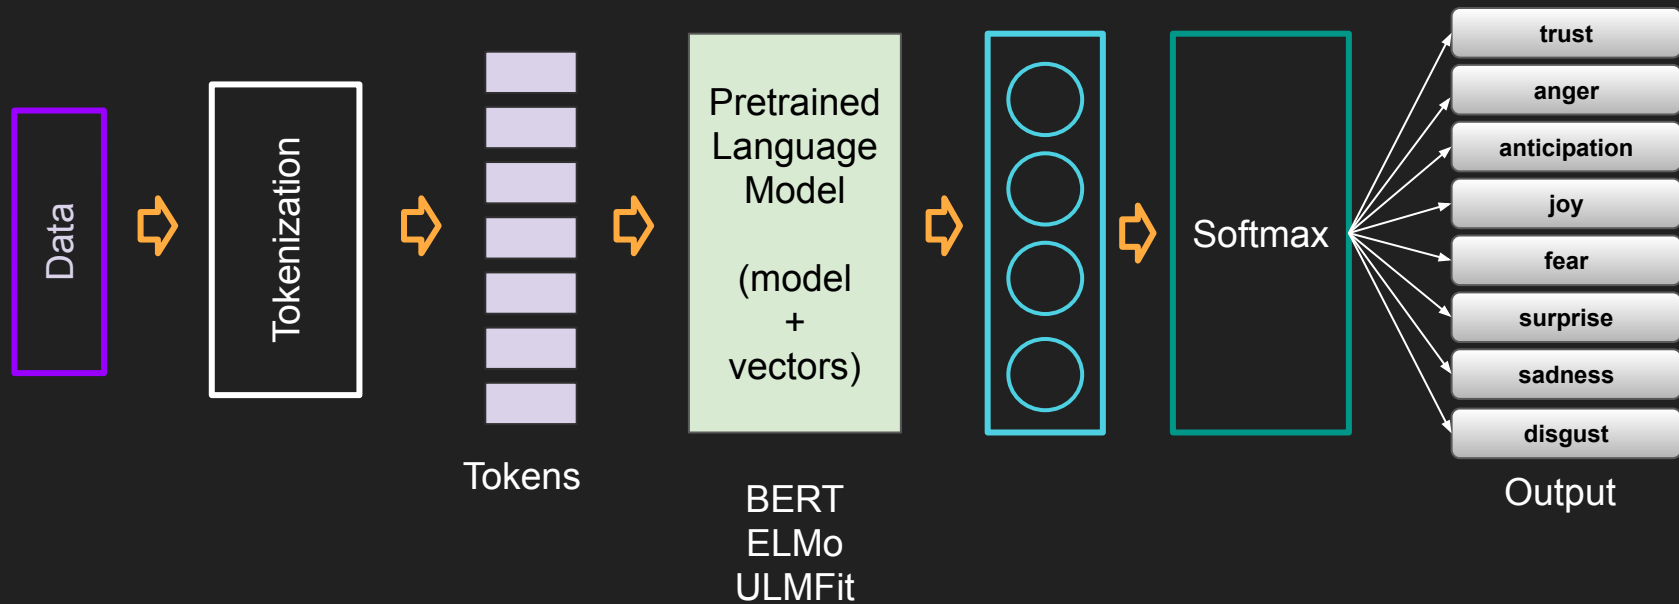 Data
Tokenization
Tokens
Pretrained
Language
Model
(model
+
vectors)
BERT
ELMo
ULMFit
Softmax
trust
anger
anticipation
joy
fear
surprise
sadness
disgust
Output